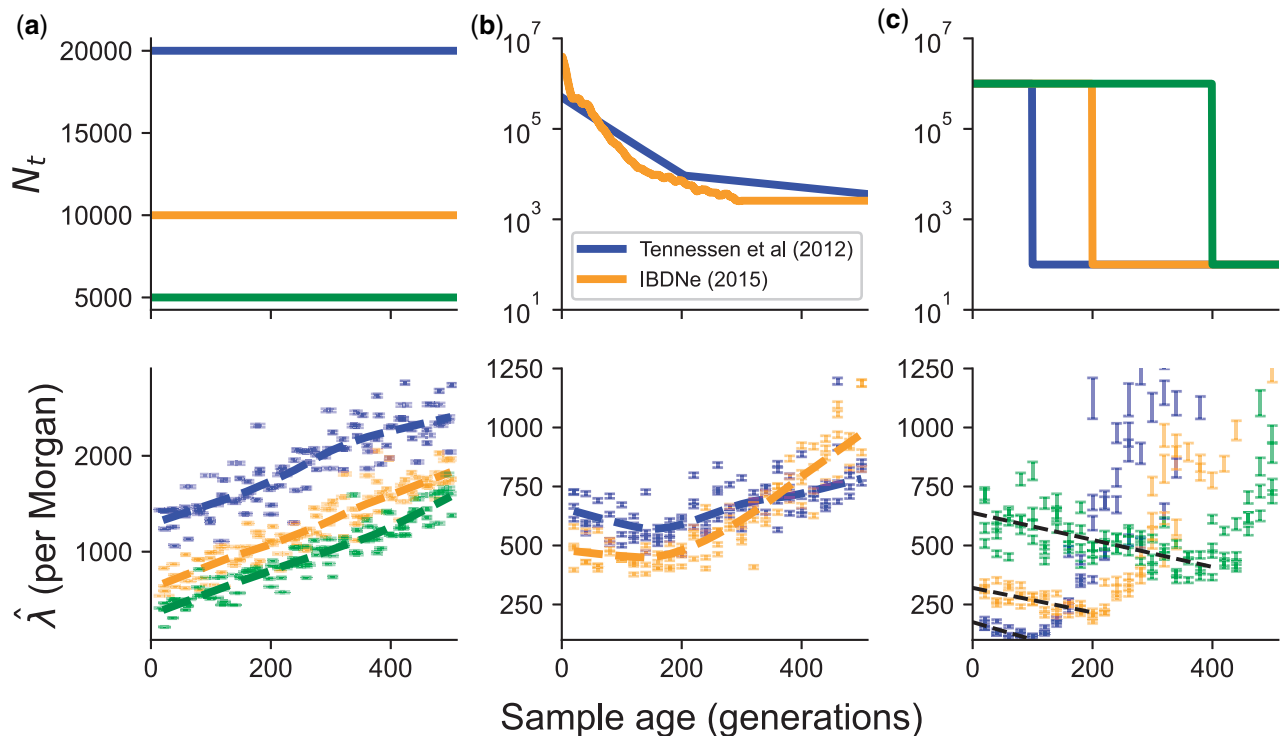 (a) (b) (c)
N_t
20000
15000
10000
5000
10^7
10^5
10^3
10^1
Tennessen et al (2012)
IBDNe (2015)
10^7
10^5
10^3
10^1
λ̂ (per Morgan)
2000
1000
0 200 400
1250
1000
750
500
250
0 200 400
1250
1000
750
500
250
0 200 400
Sample age (generations)